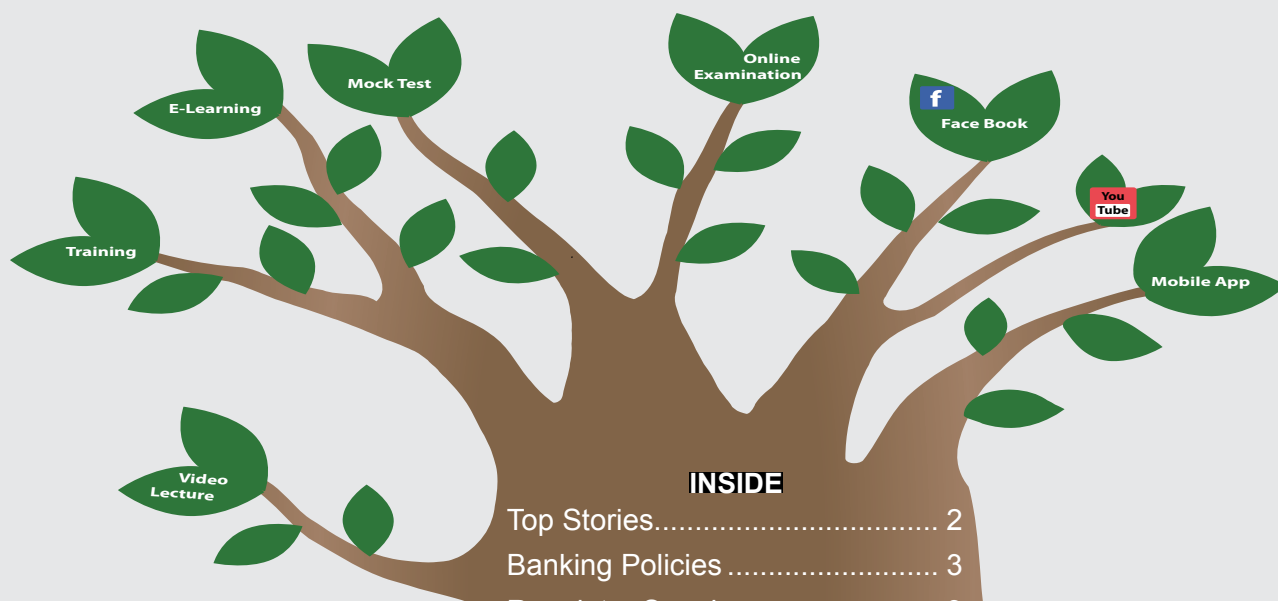 Online
Examination
Mock Test
E-Learning
f
Face Book
You
Tube
Training
Mobile App
Video
Lecture
INSIDE
Top Stories................................... 2
Banking Policies .......................... 3